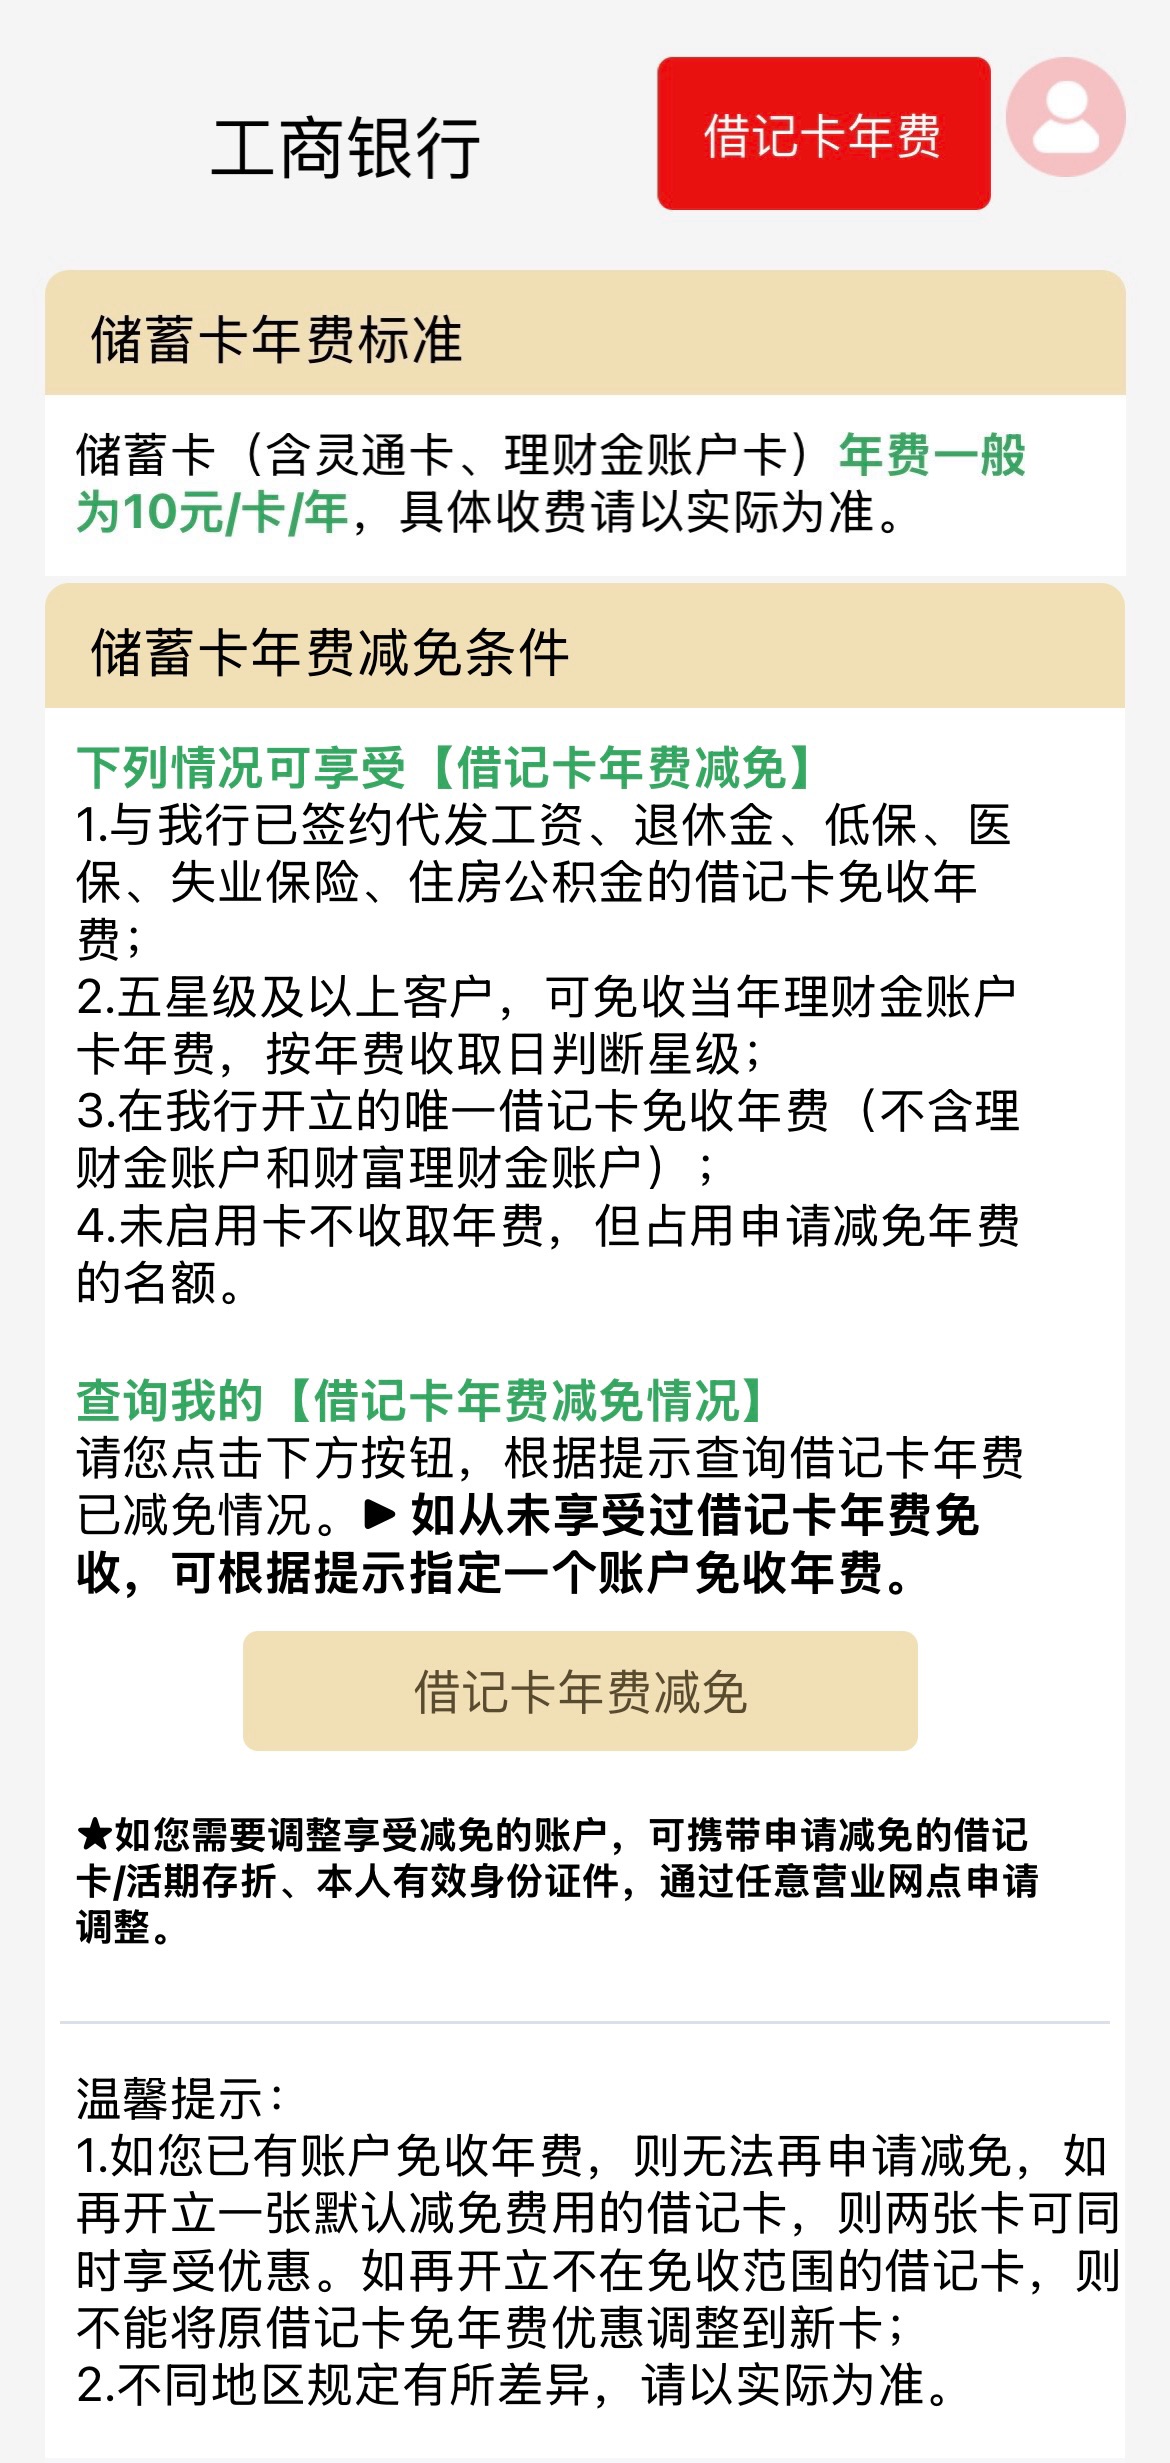 工商银行
借记卡年费
储蓄卡年费标准
储蓄卡（含灵通卡、理财金账户卡）年费一般
为10元/卡/年，具体收费请以实际为准。
储蓄卡年费减免条件
下列情况可享受【借记卡年费减免】
1.与我行已签约代发工资、退休金、低保、医
保、失业保险、住房公积金的借记卡免收年
费；
2.五星级及以上客户，可免收当年理财金账户
卡年费，按年费收取日判断星级；
3.在我行开立的唯一借记卡免收年费（不含理
财金账户和财富理财金账户）；
4.未启用卡不收取年费，但占用申请减免年费
的名额。
查询我的【借记卡年费减免情况】
请您点击下方按钮，根据提示查询借记卡年费
已减免情况。▶如从未享受过借记卡年费免
收，可根据提示指定一个账户免收年费。
借记卡年费减免
★如您需要调整享受减免的账户，可携带申请减免的借记
卡/活期存折、本人有效身份证件，通过任意营业网点申请
调整。
温馨提示：
1.如您已有账户免收年费，则无法再申请减免，如
再开立一张默认减免费用的借记卡，则两张卡可同
时享受优惠。如再开立不在免收范围的借记卡，则
不能将原借记卡免年费优惠调整到新卡；
2.不同地区规定有所差异，请以实际为准。